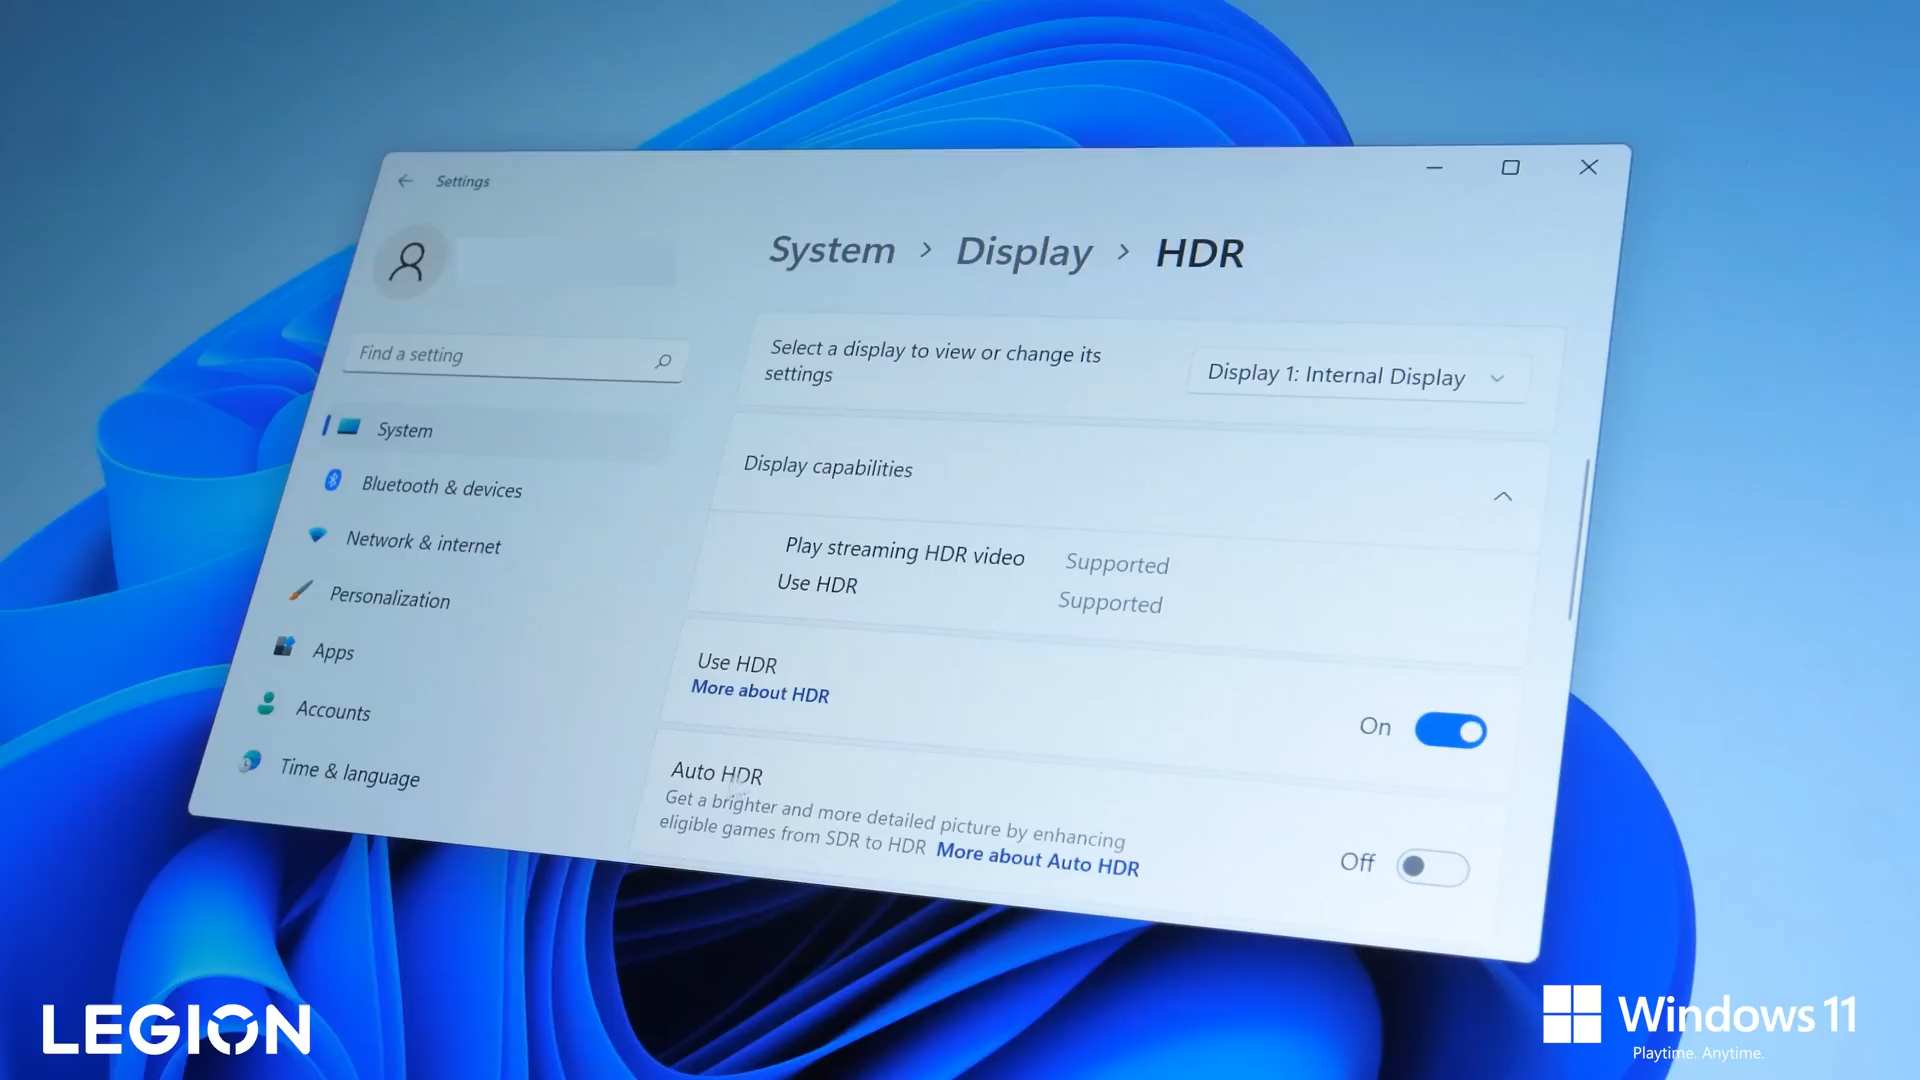 Settings
System > Display > HDR
Find a setting
System
Bluetooth & devices
Network & internet
Personalization
Apps
Accounts
Time & language
Select a display to view or change its
settings
Display 1: Internal Display
Display capabilities
Play streaming HDR video Supported
Use HDR Supported
Use HDR
More about HDR
On
Auto HDR
Get a brighter and more detailed picture by enhancing
eligible games from SDR to HDR More about Auto HDR
Off
LEGION
Windows 11
Playtime. Anytime.